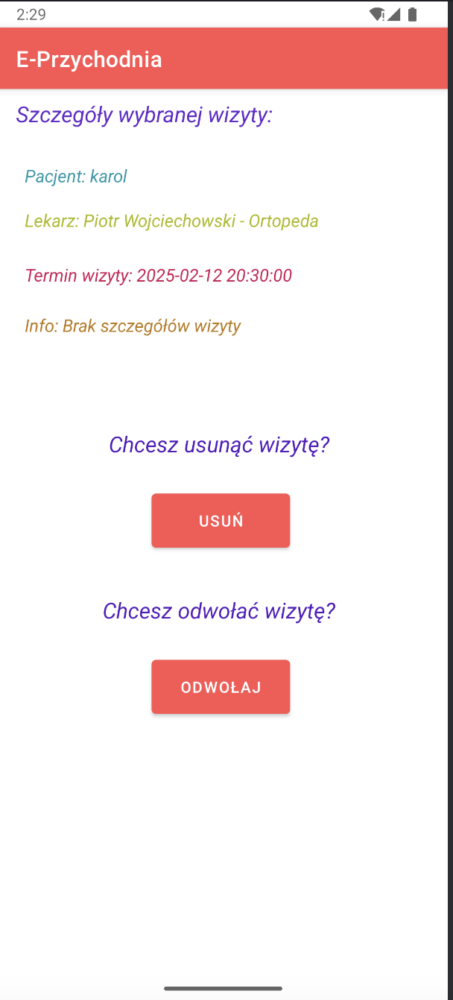 2:29
E-Przychodnia
Szczegóły wybranej wizyty:
Pacjent: karol
Lekarz: Piotr Wojciechowski - Ortopeda
Termin wizyty: 2025-02-12 20:30:00
Info: Brak szczegółów wizyty
Chcesz usunąć wizytę?
USUŃ
Chcesz odwołać wizytę?
ODWOŁAJ